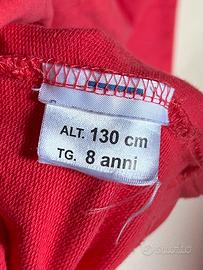 ALT. 130 cm
TG. 8 anni